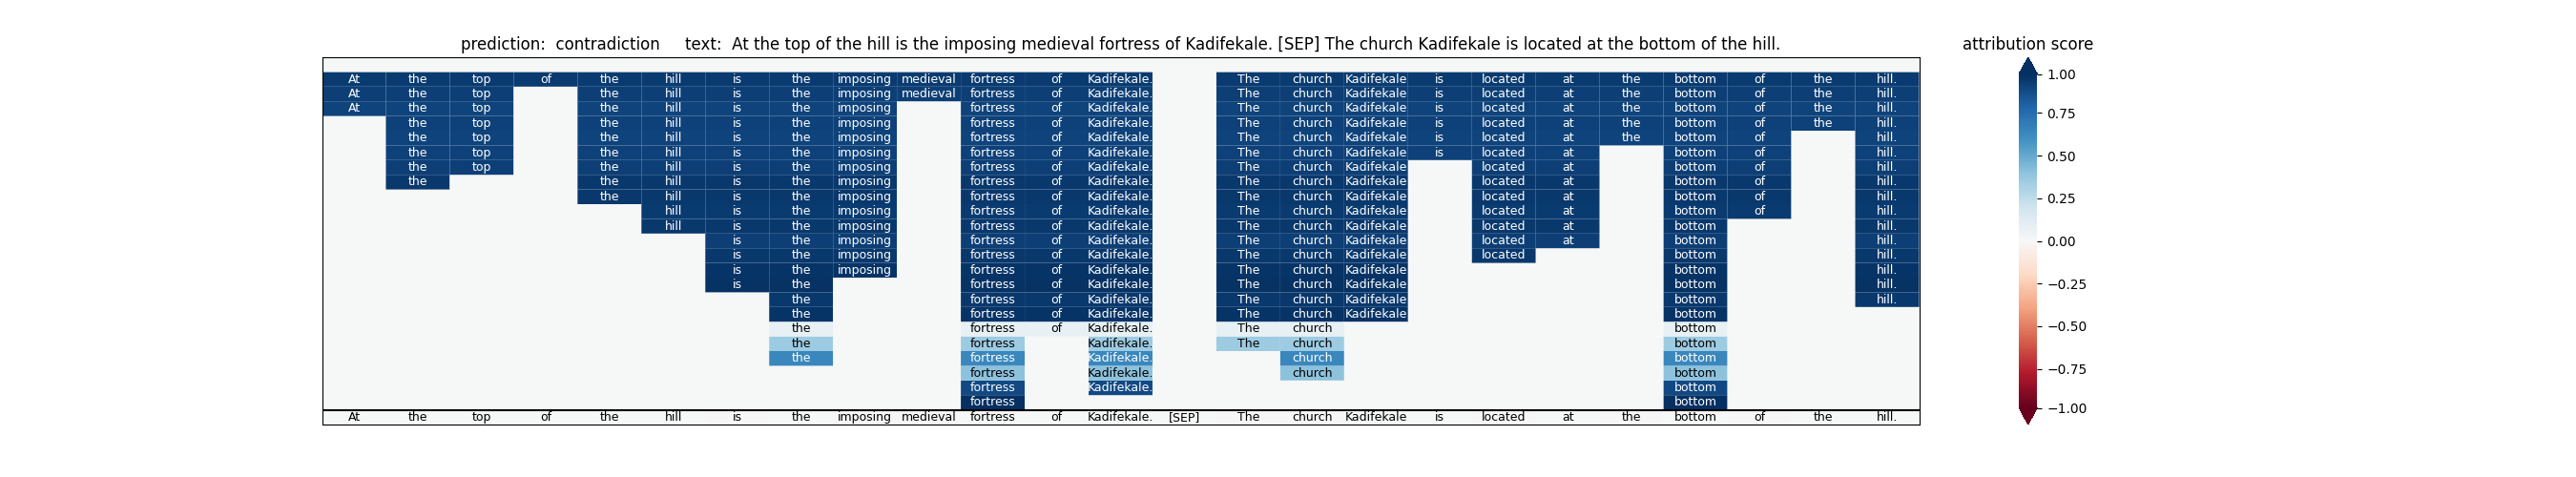 prediction: contradiction text: At the top of the hill is the imposing medieval fortress of Kadifekale. [SEP] The church Kadifekale is located at the bottom of the hill.
At the top of the hill is the imposing medieval fortress of Kadifekale. The church Kadifekale is located at the bottom of the hill.
At the top the hill is the imposing medieval fortress of Kadifekale. The church Kadifekale is located at the bottom of the hill.
At the top the hill is the imposing fortress of Kadifekale. The church Kadifekale is located at the bottom of the hill.
the top the hill is the imposing fortress of Kadifekale. The church Kadifekale is located at the bottom of the hill.
the top the hill is the imposing fortress of Kadifekale. The church Kadifekale is located at the bottom of hill.
the top the hill is the imposing fortress of Kadifekale. The church Kadifekale is located at bottom of hill.
the top the hill is the imposing fortress of Kadifekale. The church Kadifekale located at bottom of hill.
the the hill is the imposing fortress of Kadifekale. The church Kadifekale located at bottom of hill.
the hill is the imposing fortress of Kadifekale. The church Kadifekale located at bottom of hill.
hill is the imposing fortress of Kadifekale. The church Kadifekale located at bottom of hill.
hill is the imposing fortress of Kadifekale. The church Kadifekale located at bottom hill.
is the imposing fortress of Kadifekale. The church Kadifekale located at bottom hill.
is the imposing fortress of Kadifekale. The church Kadifekale located bottom hill.
is the imposing fortress of Kadifekale. The church Kadifekale bottom hill.
is the fortress of Kadifekale. The church Kadifekale bottom hill.
the fortress of Kadifekale. The church Kadifekale bottom hill.
the fortress of Kadifekale. The church Kadifekale bottom
the fortress of Kadifekale. The church bottom
the fortress Kadifekale. The church bottom
the fortress Kadifekale. church bottom
fortress Kadifekale. church bottom
fortress Kadifekale. bottom
fortress bottom
At the top of the hill is the imposing medieval fortress of Kadifekale. [SEP] The church Kadifekale is located at the bottom of the hill.
attribution score
1.00
0.75
0.50
0.25
0.00
−0.25
−0.50
−0.75
−1.00